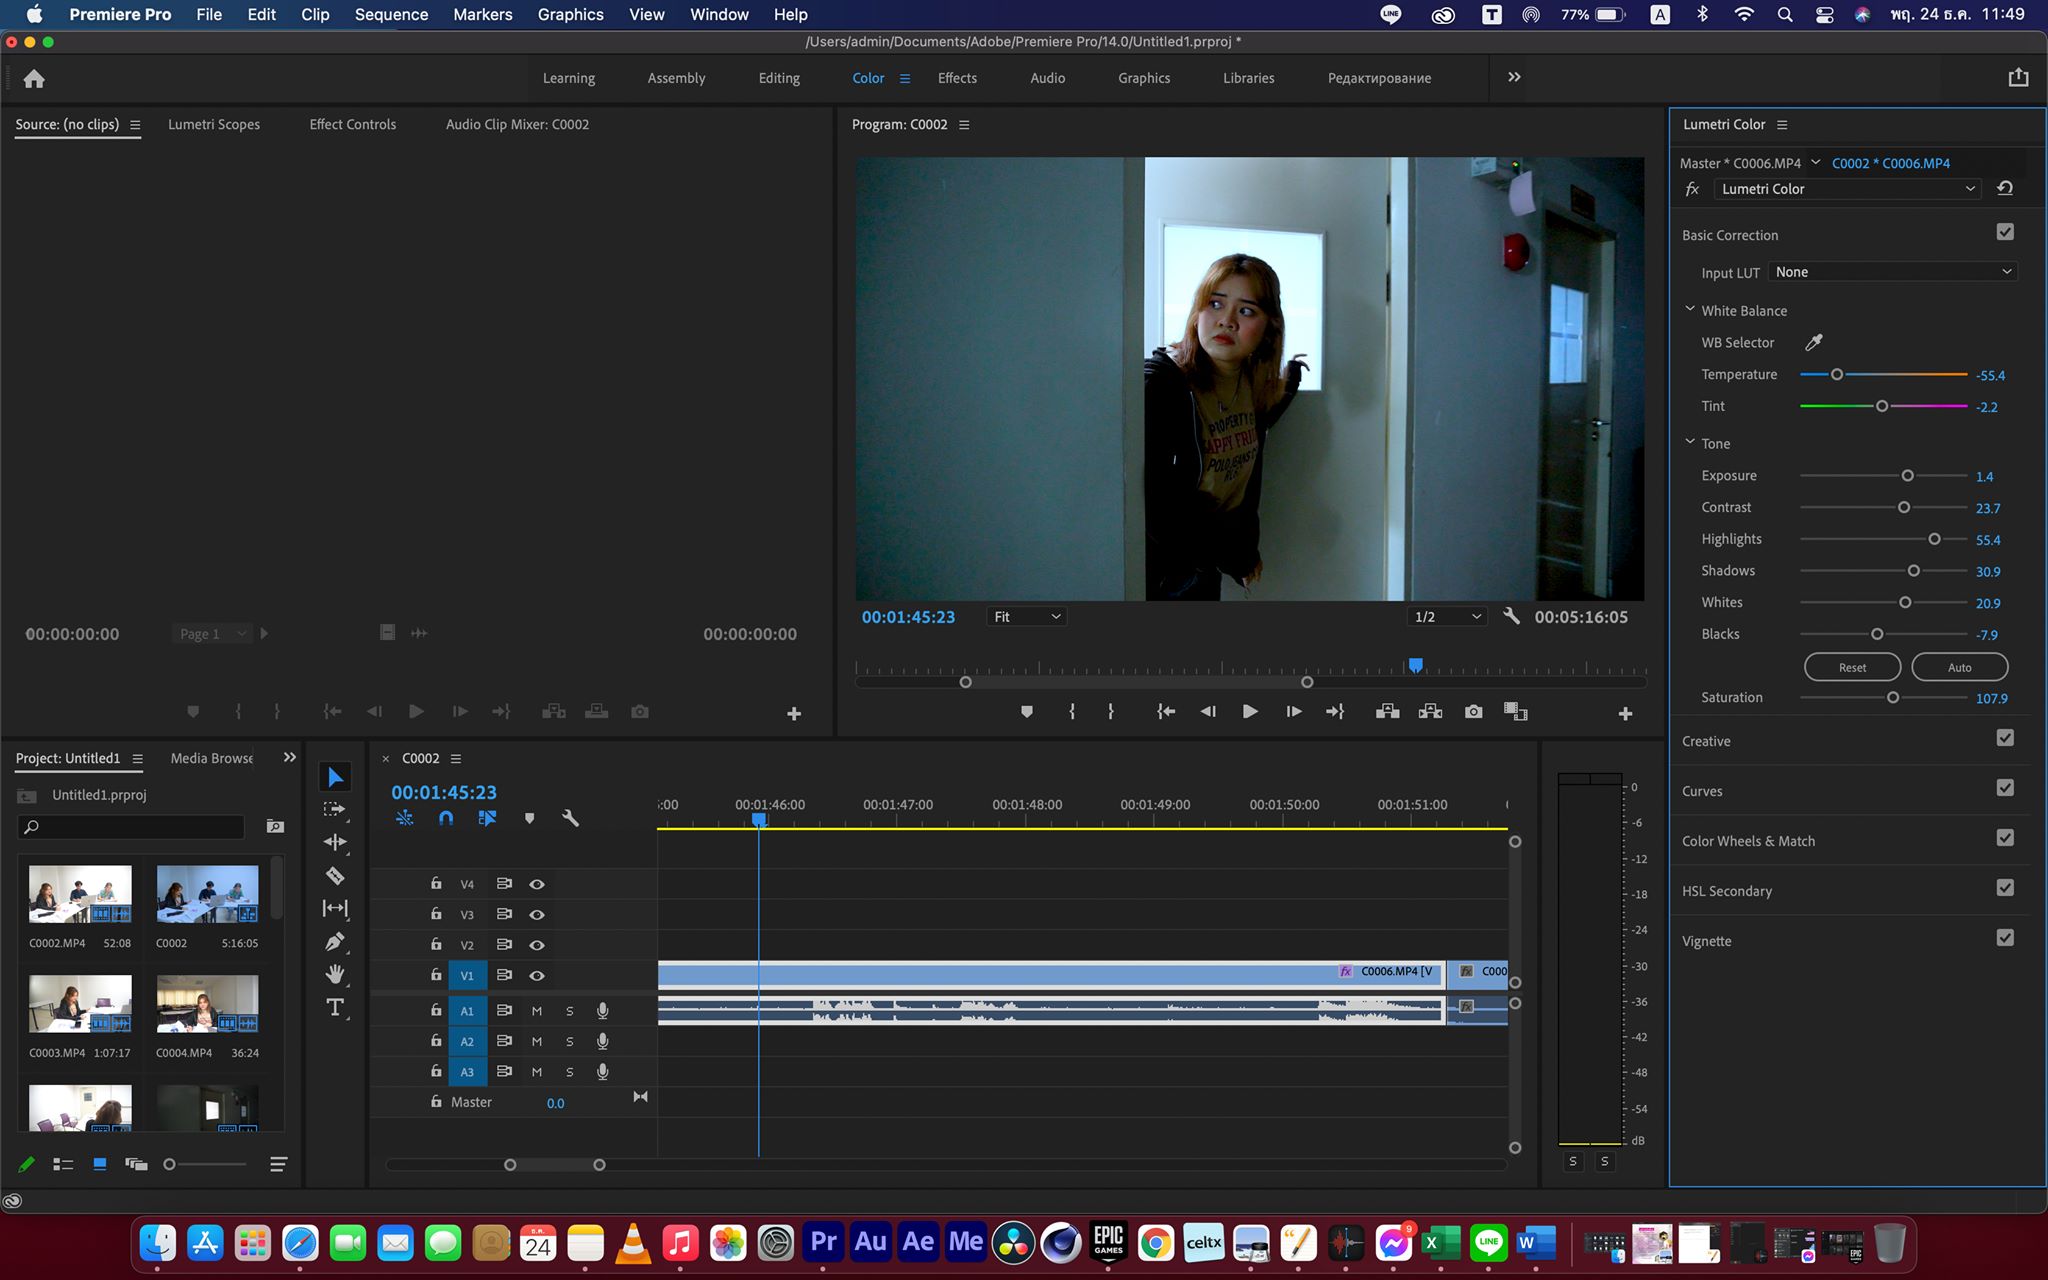 Premiere Pro File Edit Clip Sequence Markers Graphics View Window Help LINE T 77% A พฤ. 24 ธ.ค. 11:49
/Users/admin/Documents/Adobe/Premiere Pro/14.0/Untitled1.prproj *
Learning Assembly Editing Color Effects Audio Graphics Libraries Редактирование
Source: (no clips) Lumetri Scopes Effect Controls Audio Clip Mixer: C0002
Program: C0002
Lumetri Color
Master * C0006.MP4 C0002 * C0006.MP4
fx Lumetri Color
Basic Correction
Input LUT None
White Balance
WB Selector
Temperature -55.4
Tint -2.2
Tone
Exposure 1.4
Contrast 23.7
Highlights 55.4
Shadows 30.9
Whites 20.9
Blacks -7.9
Reset Auto
Saturation 107.9
Creative
Curves
Color Wheels & Match
HSL Secondary
Vignette
00:00:00:00 Page 1 00:00:00:00
00:01:45:23 Fit 1/2 00:05:16:05
Project: Untitled1 Media Browse
Untitled1.prproj
C0002.MP4 52:08 C0002 5:16:05
C0003.MP4 1:07:17 C0004.MP4 36:24
C0002
00:01:45:23
:00 00:01:46:00 00:01:47:00 00:01:48:00 00:01:49:00 00:01:50:00 00:01:51:00
V4
V3
V2
V1 fx C0006.MP4 [V fx C000
A1 M S fx
A2 M S
A3 M S
Master 0.0
0
-6
-12
-18
-24
-30
-36
-42
-48
-54
dB
S S
ธ.ค.
24 Pr Au Ae Me EPIC GAMES celtx 9 X LINE W